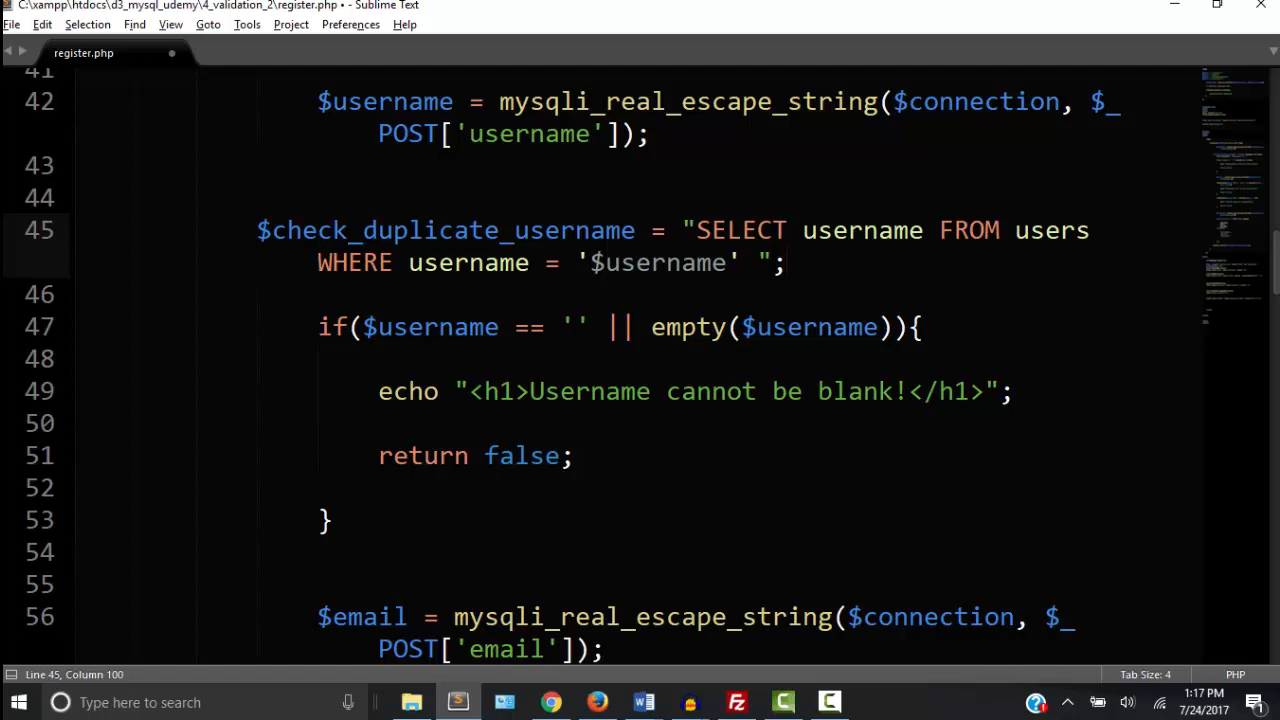 C:\xampp\htdocs\d3_mysql_udemy\4_validation_2\register.php • - Sublime Text
File Edit Selection Find View Goto Tools Project Preferences Help
register.php
41
42 $username = mysqli_real_escape_string($connection, $_
POST['username']);
43
44
45 $check_duplicate_username = "SELECT username FROM users
WHERE username = '$username' ";
46
47 if($username == '' || empty($username)){
48
49 echo "<h1>Username cannot be blank!</h1>";
50
51 return false;
52
53 }
54
55
56 $email = mysqli_real_escape_string($connection, $_
POST['email']);
Line 45, Column 100 Tab Size: 4 PHP
Type here to search
1:17 PM
7/24/2017